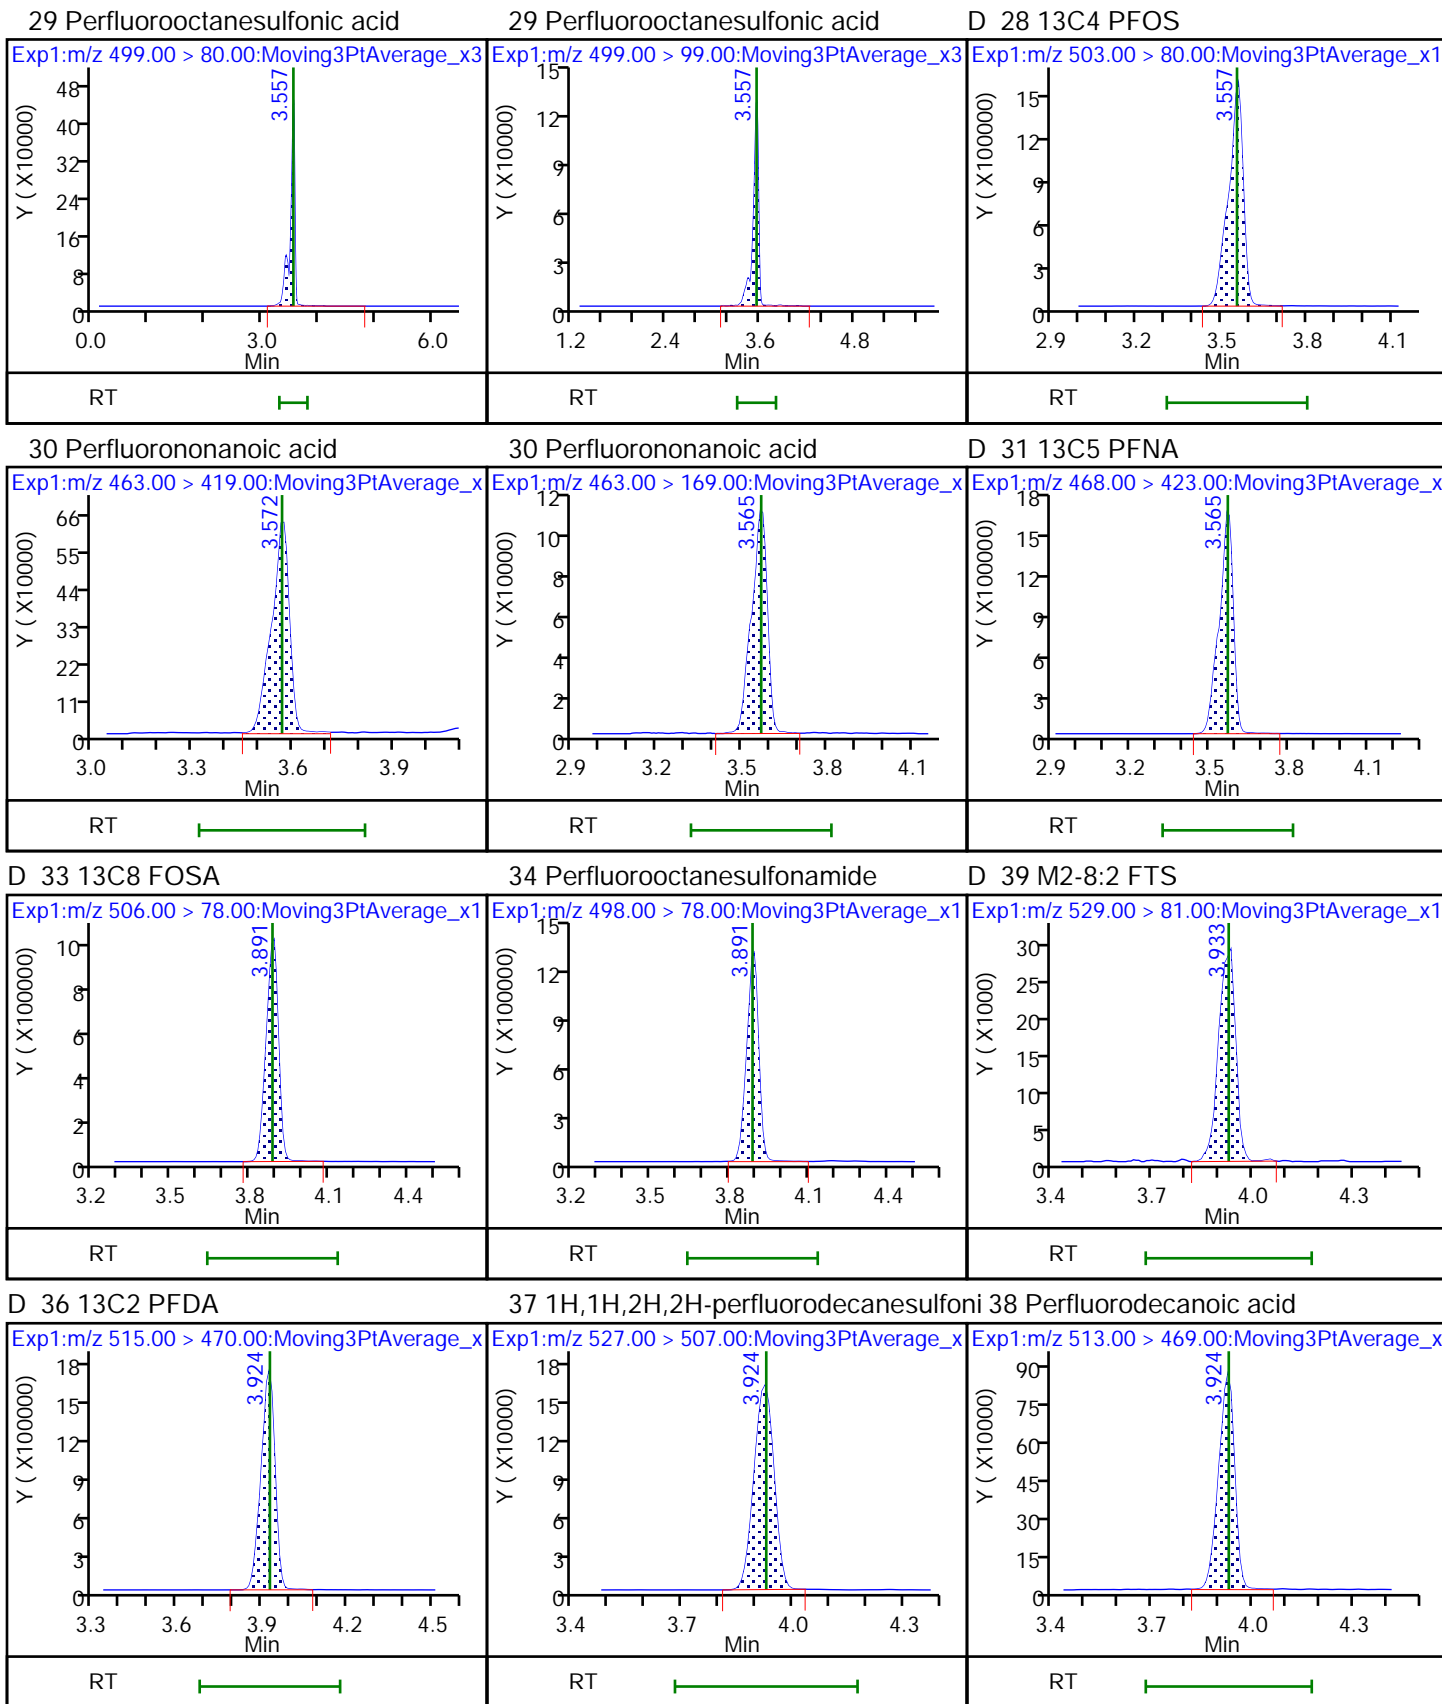 29 Perfluorooctanesulfonic acid
Exp1:m/z 499.00 > 80.00:Moving3PtAverage_x3
Y ( X10000)
48
40
32
24
16
8
0
3.557
0.0 3.0 6.0
Min
RT
29 Perfluorooctanesulfonic acid
Exp1:m/z 499.00 > 99.00:Moving3PtAverage_x3
Y ( X10000)
15
12
9
6
3
0
3.557
1.2 2.4 3.6 4.8
Min
RT
D 28 13C4 PFOS
Exp1:m/z 503.00 > 80.00:Moving3PtAverage_x1
Y ( X100000)
15
12
9
6
3
0
3.557
2.9 3.2 3.5 3.8 4.1
Min
RT
30 Perfluorononanoic acid
Exp1:m/z 463.00 > 419.00:Moving3PtAverage_x
Y ( X10000)
66
55
44
33
22
11
0
3.572
3.0 3.3 3.6 3.9
Min
RT
30 Perfluorononanoic acid
Exp1:m/z 463.00 > 169.00:Moving3PtAverage_x
Y ( X10000)
12
10
8
6
4
2
0
3.565
2.9 3.2 3.5 3.8 4.1
Min
RT
D 31 13C5 PFNA
Exp1:m/z 468.00 > 423.00:Moving3PtAverage_x
Y ( X100000)
18
15
12
9
6
3
0
3.565
2.9 3.2 3.5 3.8 4.1
Min
RT
D 33 13C8 FOSA
Exp1:m/z 506.00 > 78.00:Moving3PtAverage_x1
Y ( X100000)
10
8
6
4
2
0
3.891
3.2 3.5 3.8 4.1 4.4
Min
RT
34 Perfluorooctanesulfonamide
Exp1:m/z 498.00 > 78.00:Moving3PtAverage_x1
Y ( X100000)
15
12
9
6
3
0
3.891
3.2 3.5 3.8 4.1 4.4
Min
RT
D 39 M2-8:2 FTS
Exp1:m/z 529.00 > 81.00:Moving3PtAverage_x1
Y ( X1000)
30
25
20
15
10
5
0
3.933
3.4 3.7 4.0 4.3
Min
RT
D 36 13C2 PFDA
Exp1:m/z 515.00 > 470.00:Moving3PtAverage_x
Y ( X100000)
18
15
12
9
6
3
0
3.924
3.3 3.6 3.9 4.2 4.5
Min
RT
37 1H,1H,2H,2H-perfluorodecanesulfoni
Exp1:m/z 527.00 > 507.00:Moving3PtAverage_x
Y ( X10000)
18
15
12
9
6
3
0
3.924
3.4 3.7 4.0 4.3
Min
RT
38 Perfluorodecanoic acid
Exp1:m/z 513.00 > 469.00:Moving3PtAverage_x
Y ( X10000)
90
75
60
45
30
15
0
3.924
3.4 3.7 4.0 4.3
Min
RT